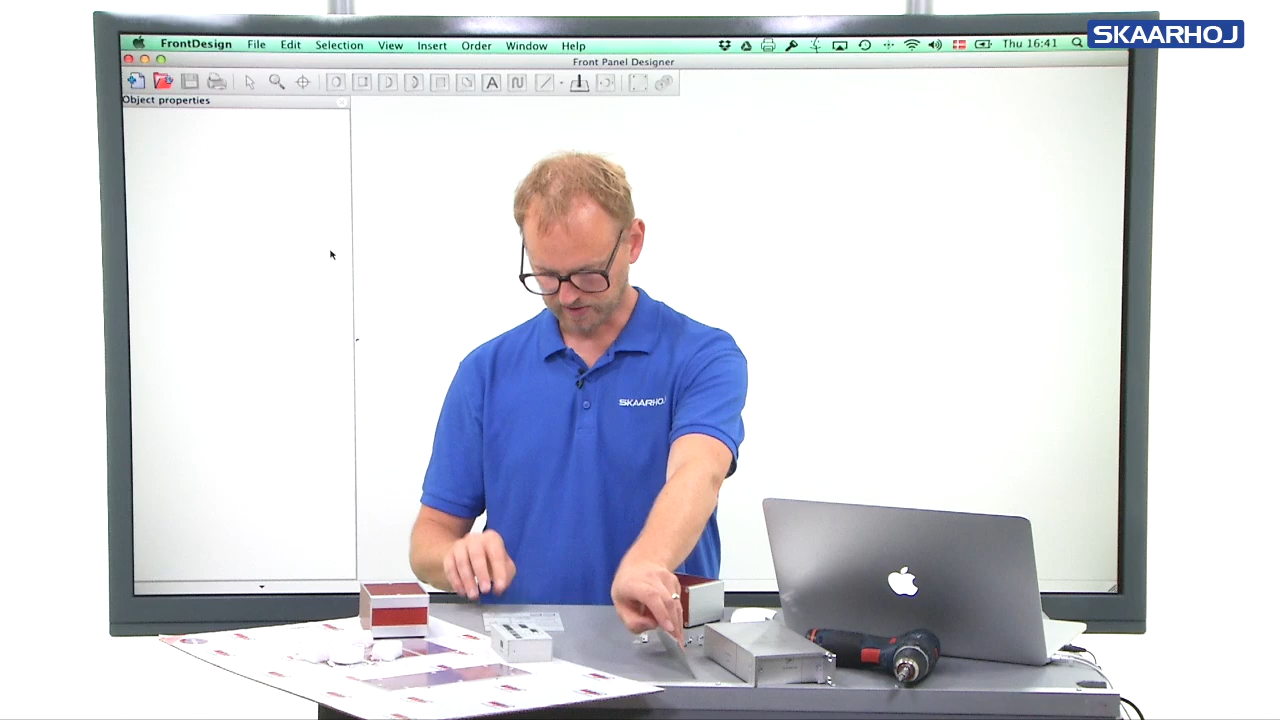 SKAARHOJ
FrontDesign File Edit Selection View Insert Order Window Help Thu 16:41
Front Panel Designer
A
Object properties
SKAARHOJ